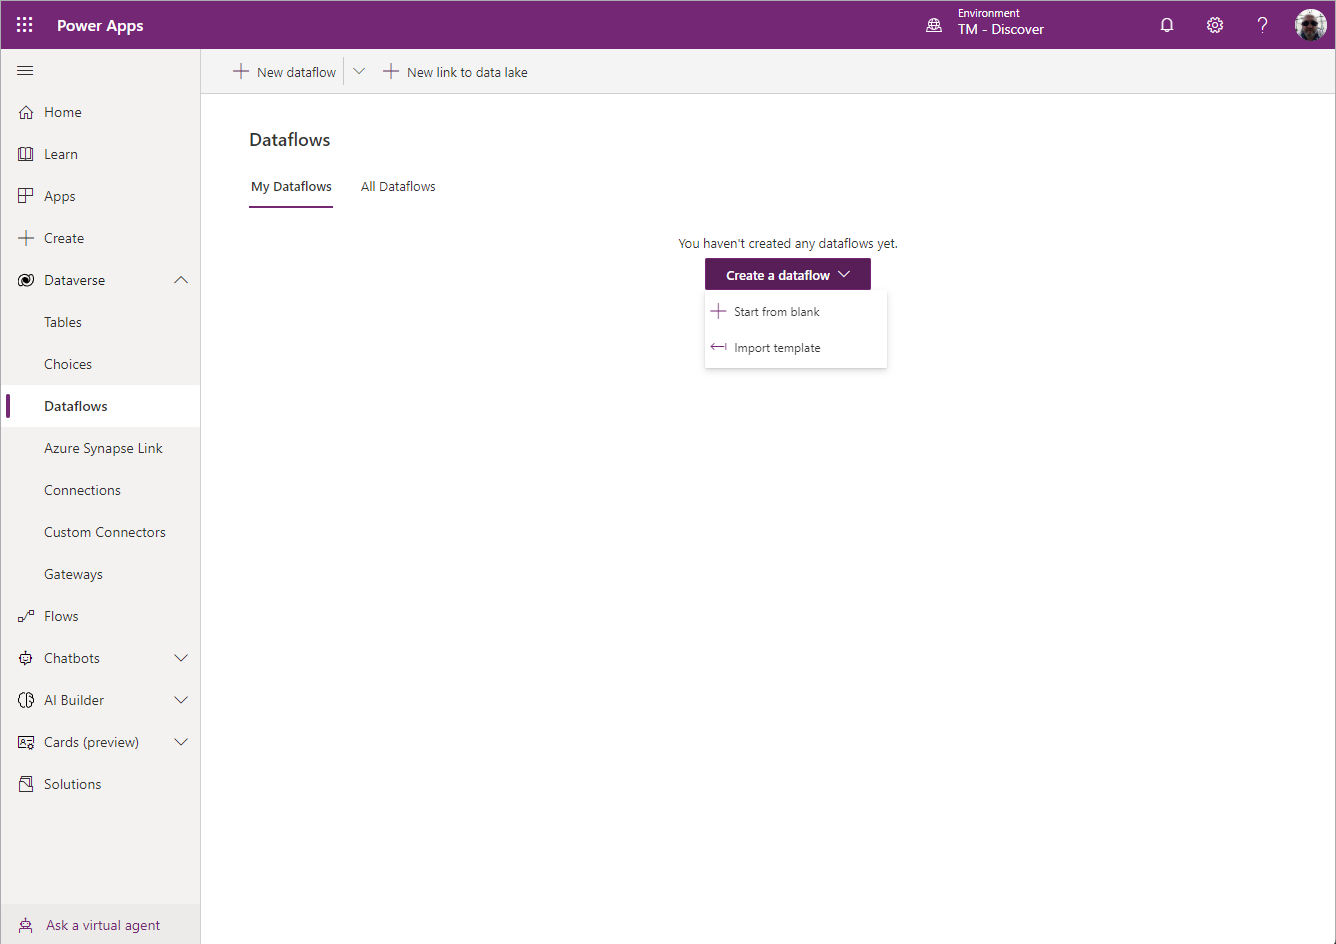 Power Apps
Environment
TM - Discover
New dataflow
New link to data lake
Home
Learn
Apps
Create
Dataverse
Tables
Choices
Dataflows
Azure Synapse Link
Connections
Custom Connectors
Gateways
Flows
Chatbots
AI Builder
Cards (preview)
Solutions
Ask a virtual agent
Dataflows
My Dataflows
All Dataflows
You haven't created any dataflows yet.
Create a dataflow
Start from blank
Import template